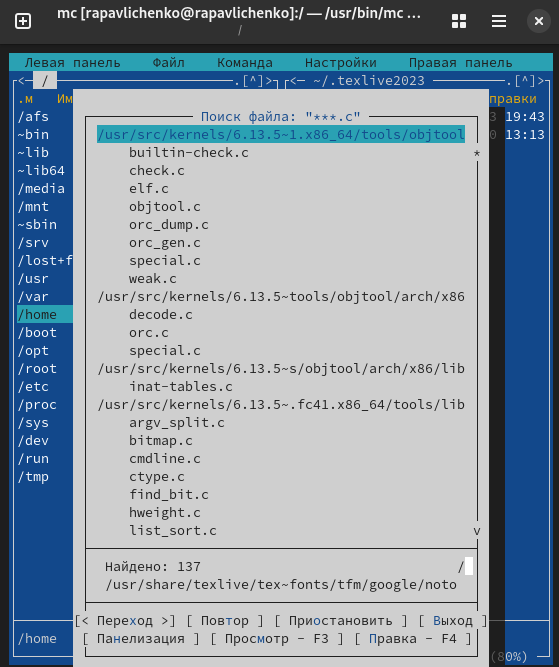 mc [rapavlichenko@rapavlichenko]:/ — /usr/bin/mc …
/
Левая панель Файл Команда Настройки Правая панель
<— / .[^]> <— ~/.texlive2023 .[^]>
.м Им правки
/afs 3 19:43
~bin 0 13:13
~lib
~lib64
/media
/mnt
~sbin
/srv
/lost+f
/usr
/var
/home
/boot
/opt
/root
/etc
/proc
/sys
/dev
/run
/tmp
/home
(80%)
Поиск файла: "***.c"
/usr/src/kernels/6.13.5~1.x86_64/tools/objtool
builtin-check.c *
check.c
elf.c
objtool.c
orc_dump.c
orc_gen.c
special.c
weak.c
/usr/src/kernels/6.13.5~tools/objtool/arch/x86
decode.c
orc.c
special.c
/usr/src/kernels/6.13.5~s/objtool/arch/x86/lib
inat-tables.c
/usr/src/kernels/6.13.5~.fc41.x86_64/tools/lib
argv_split.c
bitmap.c
cmdline.c
ctype.c
find_bit.c
hweight.c
list_sort.c v
Найдено: 137 /
/usr/share/texlive/tex~fonts/tfm/google/noto
[< Переход >] [ Повтор ] [ Приостановить ] [ Выход ]
[ Панелизация ] [ Просмотр - F3 ] [ Правка - F4 ]